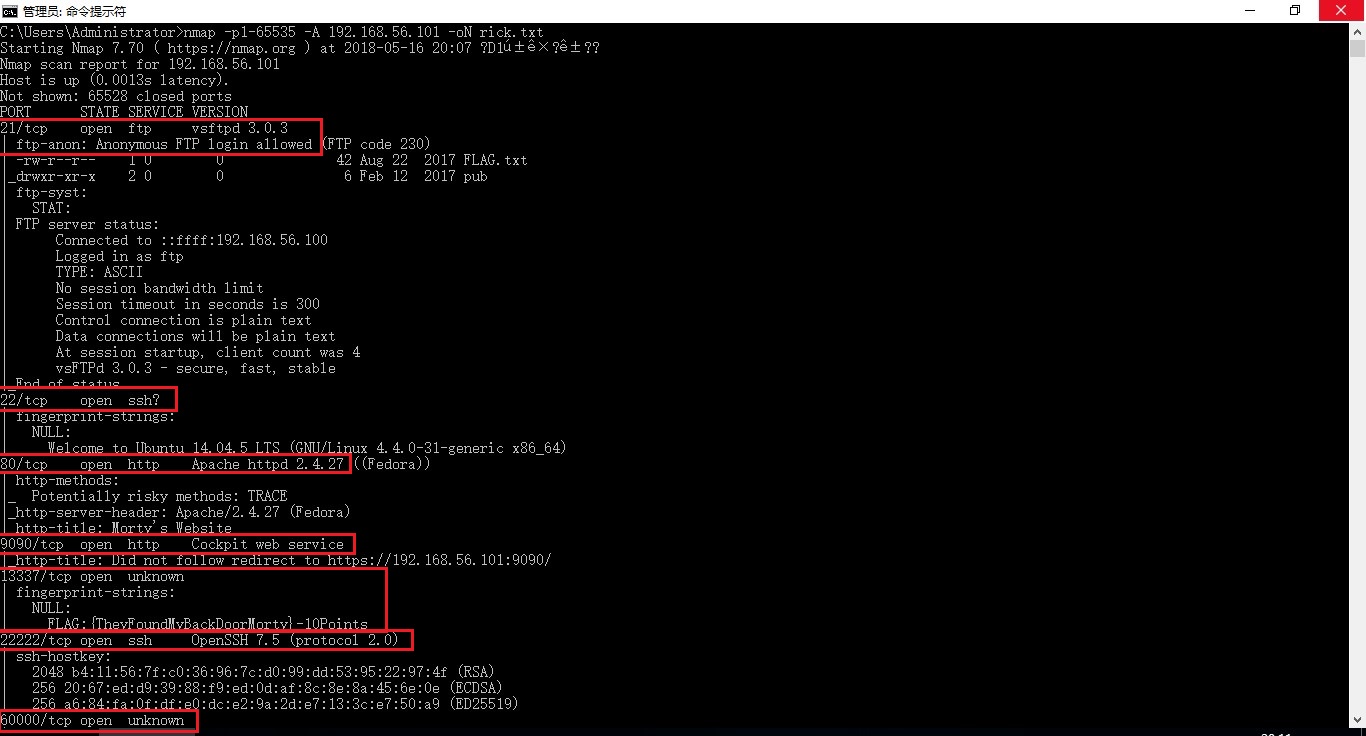 管理员: 命令提示符
C:\Users\Administrator>nmap -p1-65535 -A 192.168.56.101 -oN rick.txt
Starting Nmap 7.70 ( https://nmap.org ) at 2018-05-16 20:07 ?D1ú±ê×?ê±??
Nmap scan report for 192.168.56.101
Host is up (0.0013s latency).
Not shown: 65528 closed ports
PORT      STATE SERVICE VERSION
21/tcp    open  ftp     vsftpd 3.0.3
| ftp-anon: Anonymous FTP login allowed (FTP code 230)
| -rw-r--r--    1 0        0              42 Aug 22  2017 FLAG.txt
|_drwxr-xr-x    2 0        0               6 Feb 12  2017 pub
| ftp-syst:
|   STAT:
| FTP server status:
|      Connected to ::ffff:192.168.56.100
|      Logged in as ftp
|      TYPE: ASCII
|      No session bandwidth limit
|      Session timeout in seconds is 300
|      Control connection is plain text
|      Data connections will be plain text
|      At session startup, client count was 4
|      vsFTPd 3.0.3 - secure, fast, stable
|_End of status
22/tcp    open  ssh?
| fingerprint-strings:
|   NULL:
|     Welcome to Ubuntu 14.04.5 LTS (GNU/Linux 4.4.0-31-generic x86_64)
80/tcp    open  http    Apache httpd 2.4.27 ((Fedora))
| http-methods:
|_  Potentially risky methods: TRACE
|_http-server-header: Apache/2.4.27 (Fedora)
|_http-title: Morty's Website
9090/tcp  open  http    Cockpit web service
|_http-title: Did not follow redirect to https://192.168.56.101:9090/
13337/tcp open  unknown
| fingerprint-strings:
|   NULL:
|     FLAG:{TheyFoundMyBackDoorMorty}-10Points
22222/tcp open  ssh     OpenSSH 7.5 (protocol 2.0)
| ssh-hostkey:
|   2048 b4:11:56:7f:c0:36:96:7c:d0:99:dd:53:95:22:97:4f (RSA)
|   256 20:67:ed:d9:39:88:f9:ed:0d:af:8c:8e:8a:45:6e:0e (ECDSA)
|   256 a6:84:fa:0f:df:e0:dc:e2:9a:2d:e7:13:3c:e7:50:a9 (ED25519)
60000/tcp open  unknown